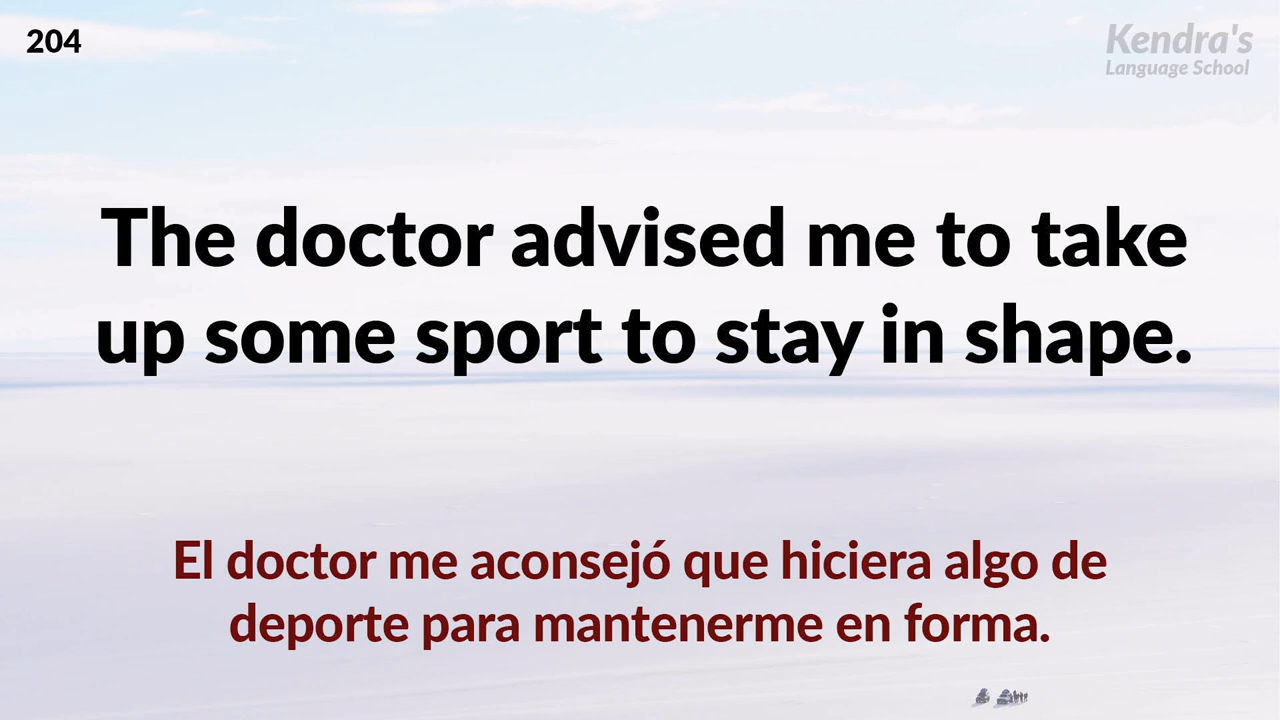 204
Kendra's
Language School
The doctor advised me to take
up some sport to stay in shape.
El doctor me aconsejó que hiciera algo de
deporte para mantenerme en forma.